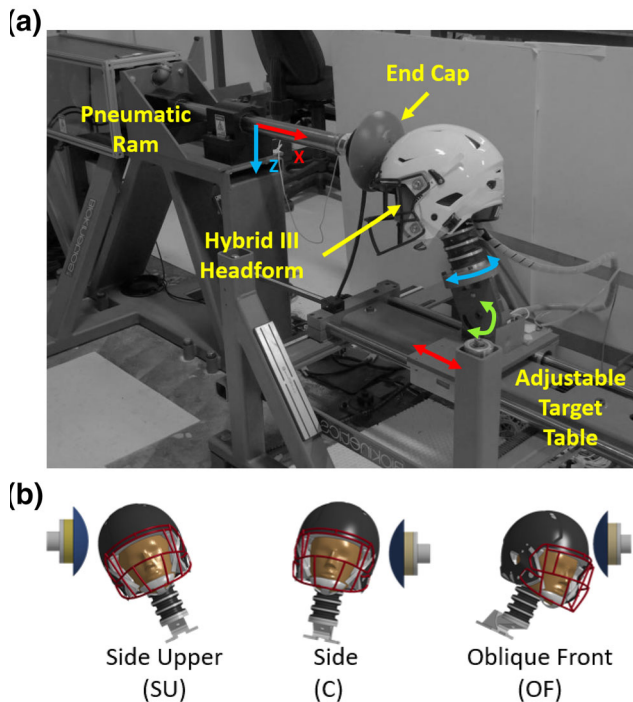 (a)
End Cap
Pneumatic
Ram
X
Z
Hybrid III
Headform
Adjustable
Target
Table
(b)
Side Upper
(SU)
Side
(C)
Oblique Front
(OF)